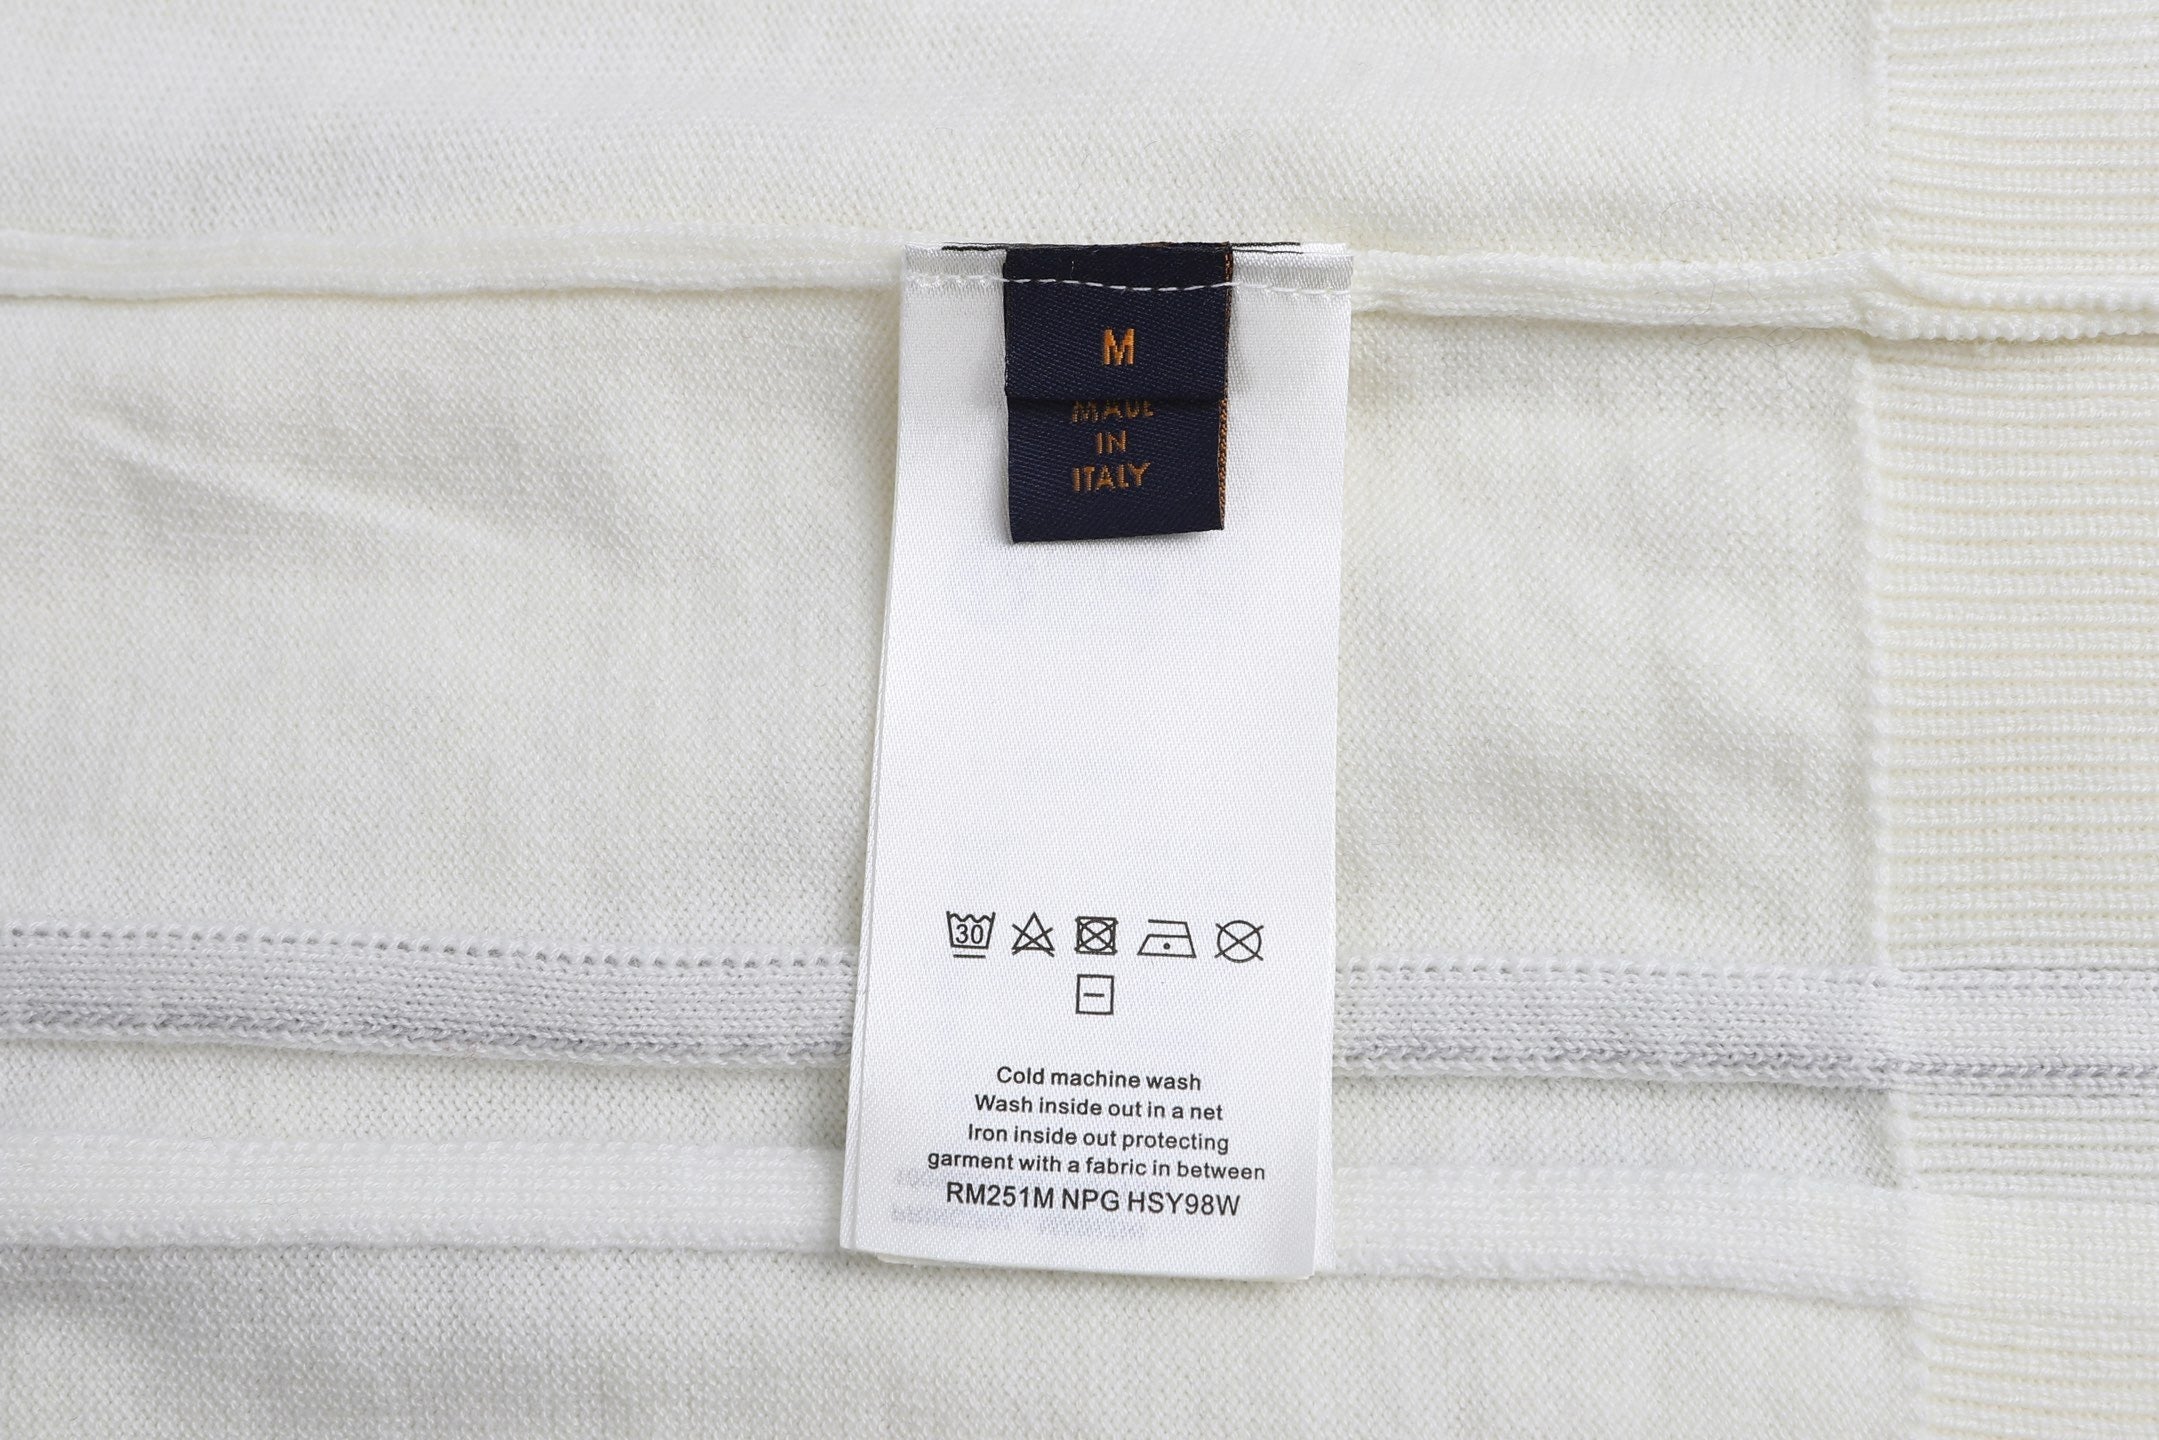 M
MADE
IN
ITALY
30
Cold machine wash
Wash inside out in a net
Iron inside out protecting
garment with a fabric in between
RM251M NPG HSY98W